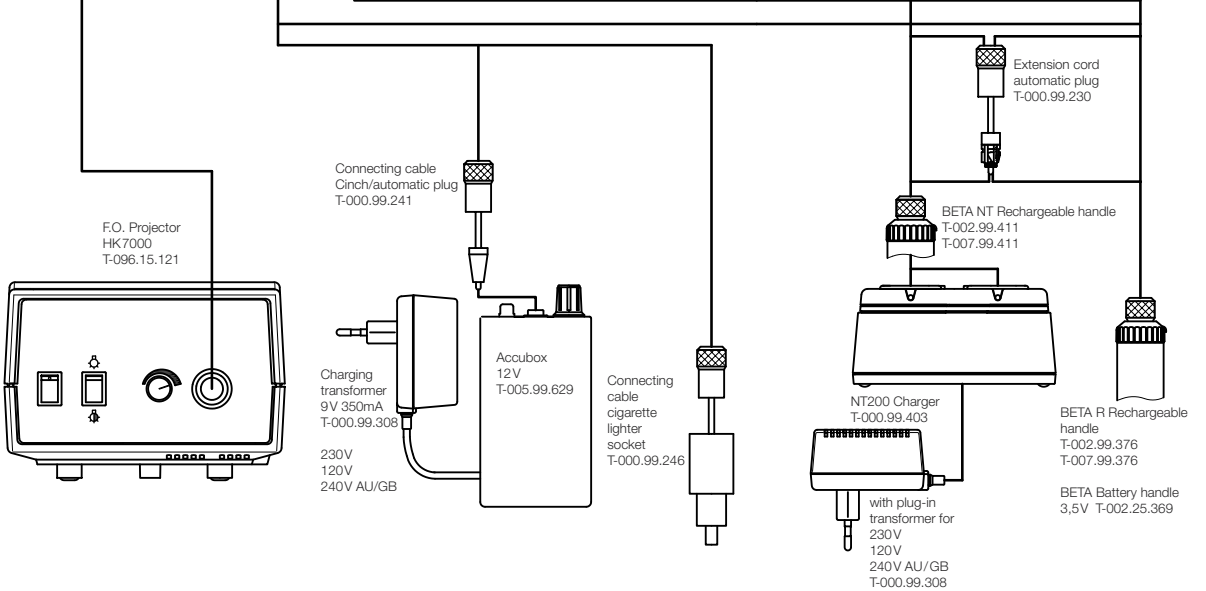 Extension cord
automatic plug
T-000.99.230
Connecting cable
Cinch/automatic plug
T-000.99.241
F.O. Projector
HK7000
T-096.15.121
BETA NT Rechargeable handle
T-002.99.411
T-007.99.411
Accubox
12V
T-005.99.629
Charging
transformer
9V 350mA
T-000.99.308
230V
120V
240V AU/GB
Connecting
cable
cigarette
lighter
socket
T-000.99.246
NT200 Charger
T-000.99.403
with plug-in
transformer for
230V
120V
240V AU/GB
T-000.99.308
BETA R Rechargeable
handle
T-002.99.376
T-007.99.376
BETA Battery handle
3,5V T-002.25.369